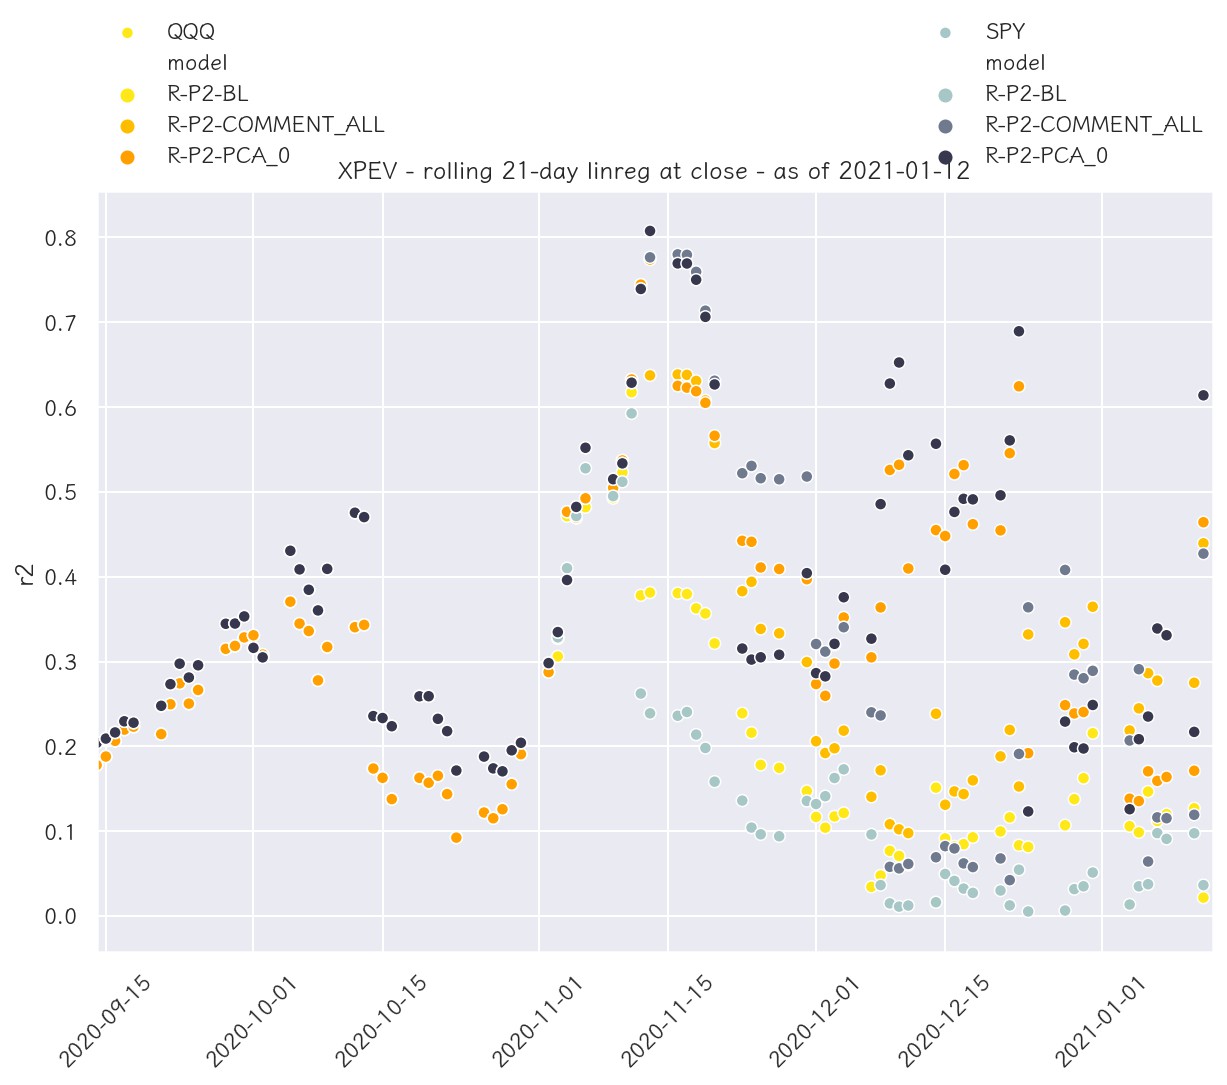 QQQ
model
R-P2-BL
R-P2-COMMENT_ALL
R-P2-PCA_0
SPY
model
R-P2-BL
R-P2-COMMENT_ALL
R-P2-PCA_0
XPEV - rolling 21-day linreg at close - as of 2021-01-12
r2
0.8
0.7
0.6
0.5
0.4
0.3
0.2
0.1
0.0
2020-09-15
2020-10-01
2020-10-15
2020-11-01
2020-11-15
2020-12-01
2020-12-15
2021-01-01